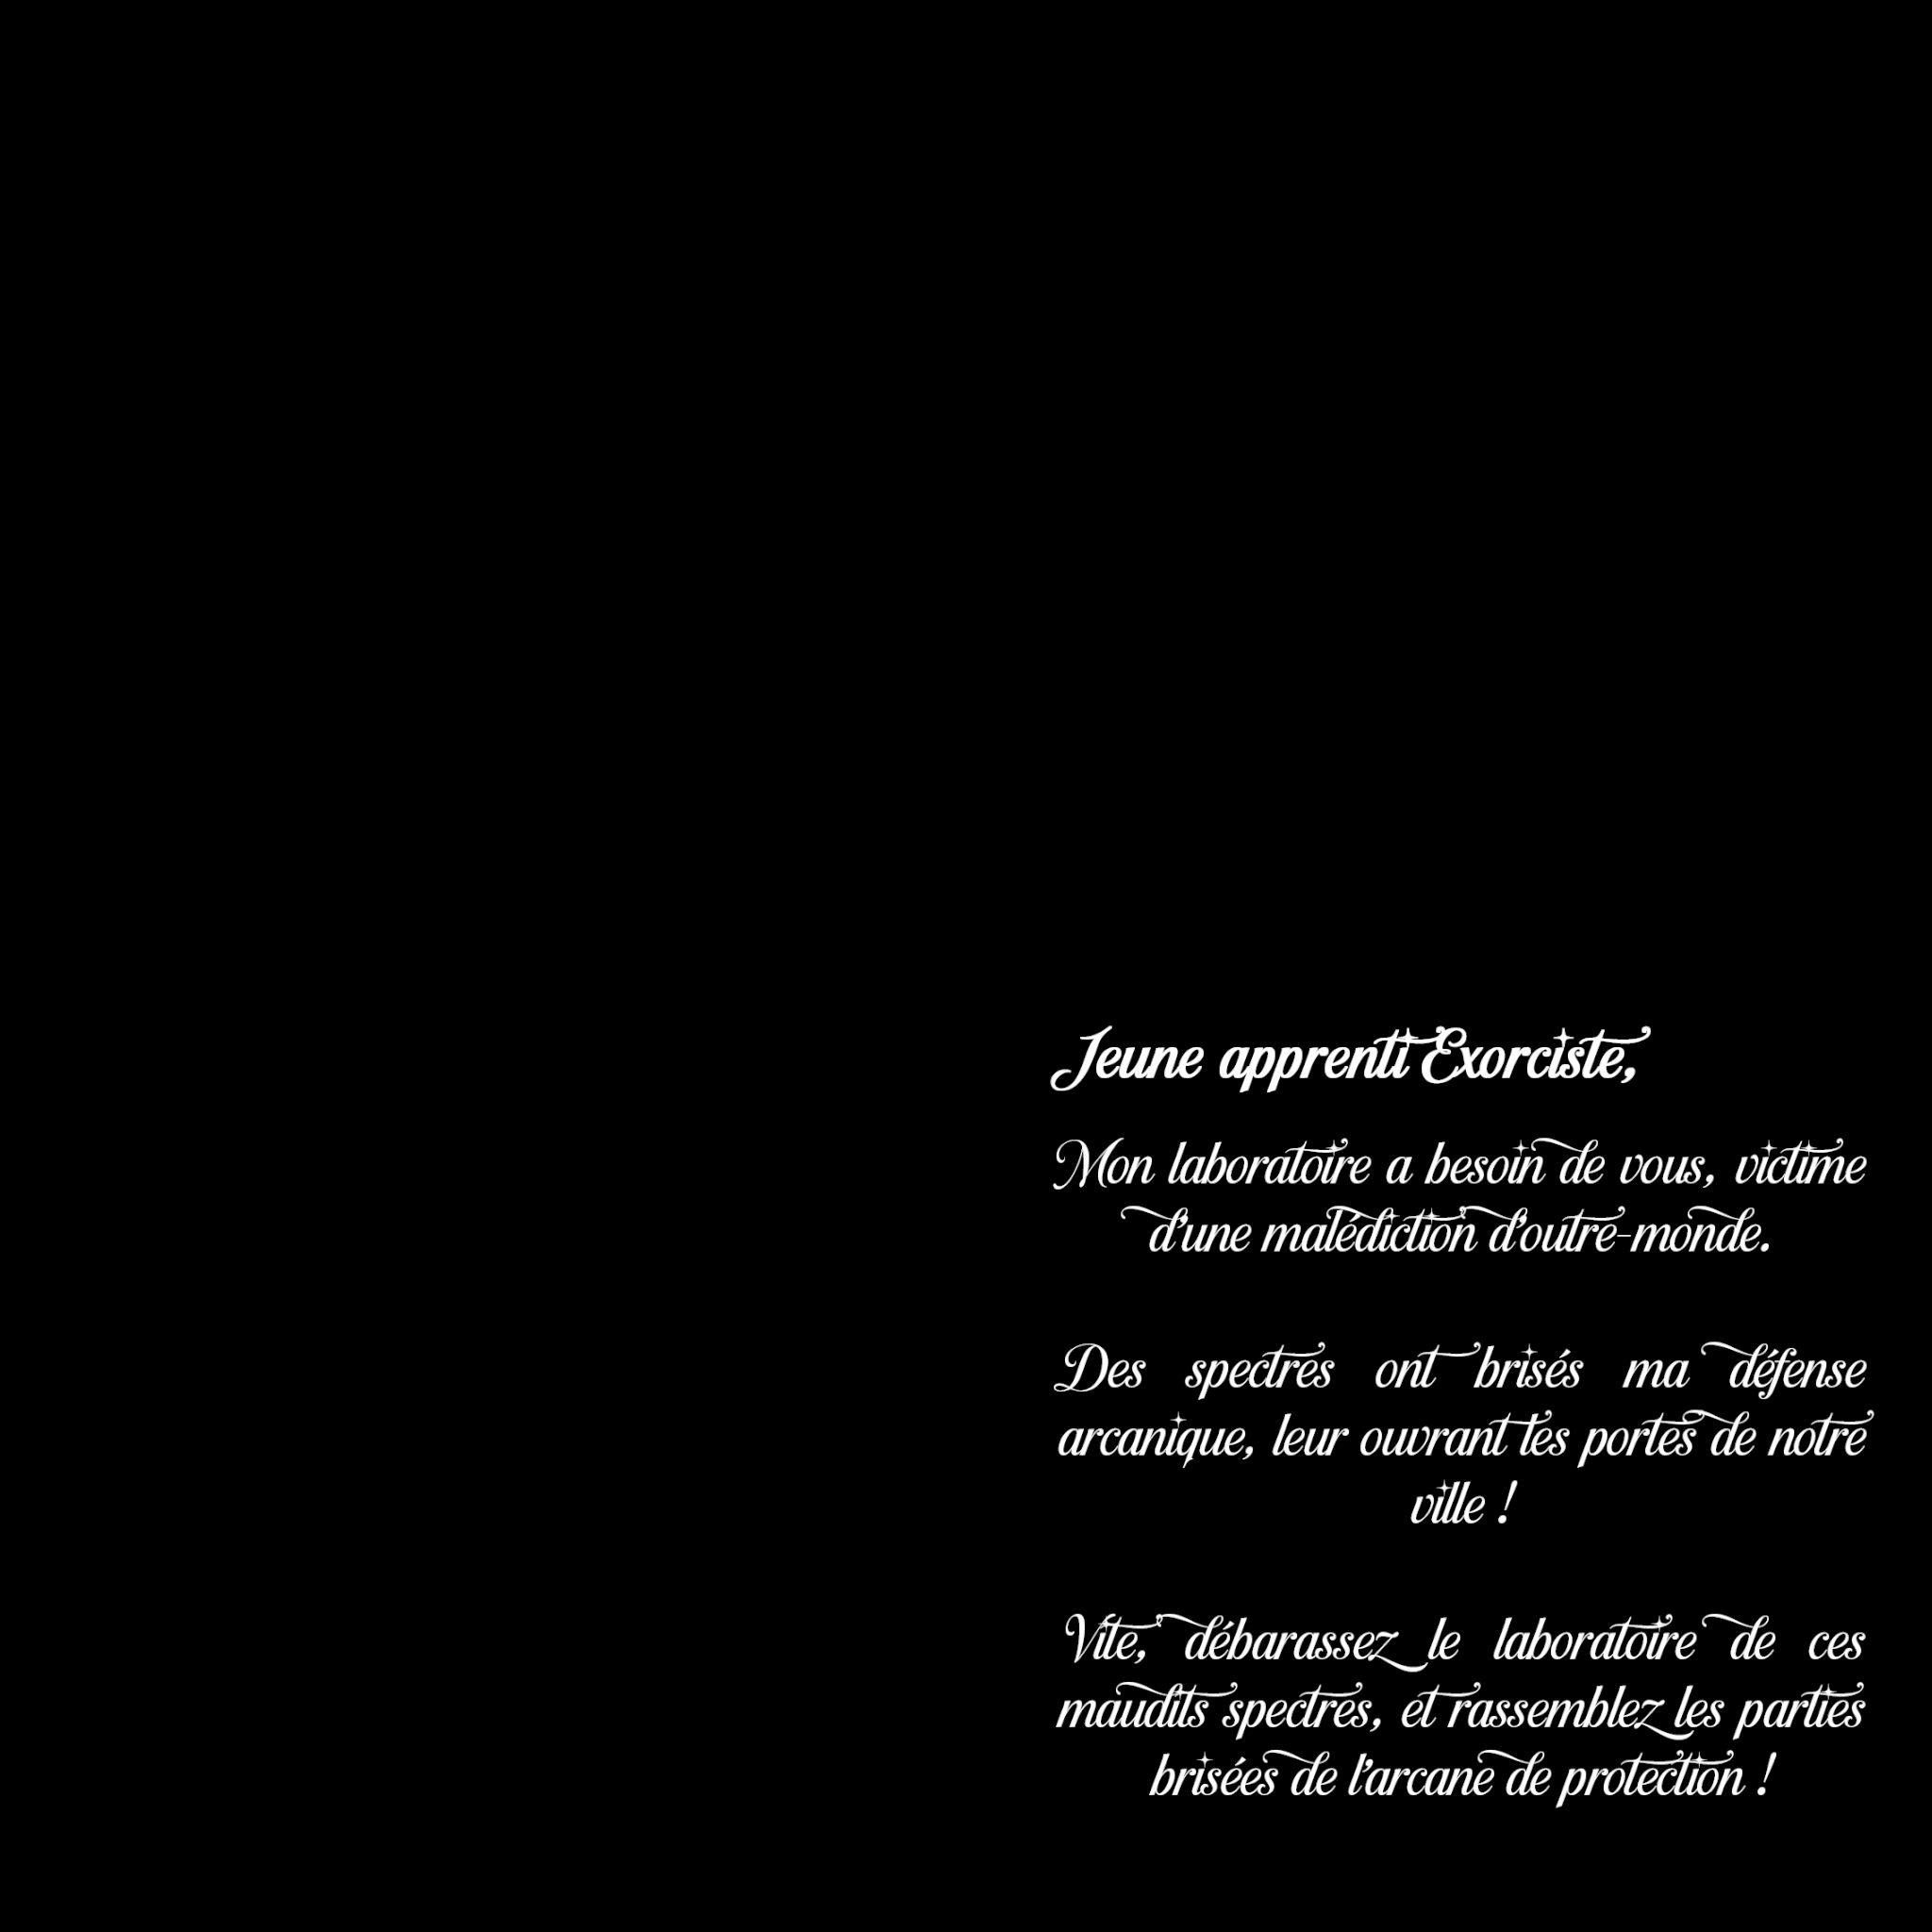 Jeune apprenti Exorciste,
Mon laboratoire a besoin de vous, victime
d'une malédiction d'outre-monde.
Des spectres ont brisés ma défense
arcanique, leur ouvrant les portes de notre
ville !
Vite, débarassez le laboratoire de ces
maudits spectres, et rassemblez les parties
brisées de l'arcane de protection !